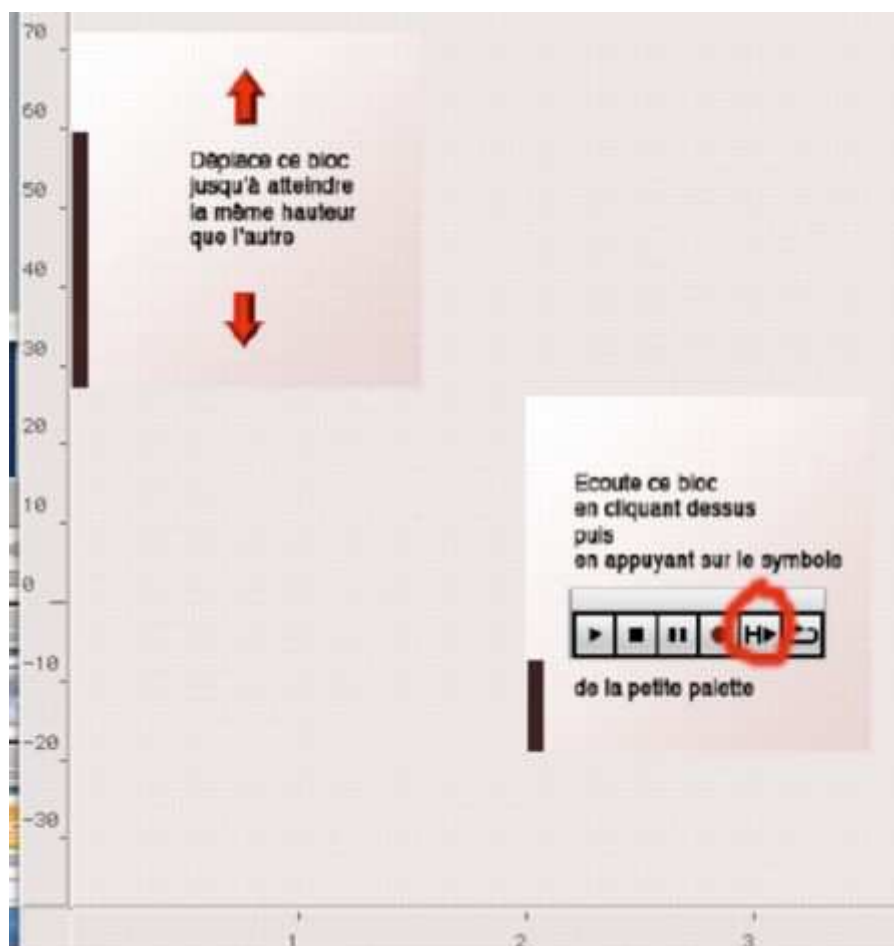 70
60
50
40
30
20
10
0
-10
-20
-30
Déplace ce bloc
jusqu'à atteindre
la même hauteur
que l'autre
Ecoute ce bloc
en cliquant dessus
puis
en appuyant sur le symbole
H
de la petite palette
1
2
3